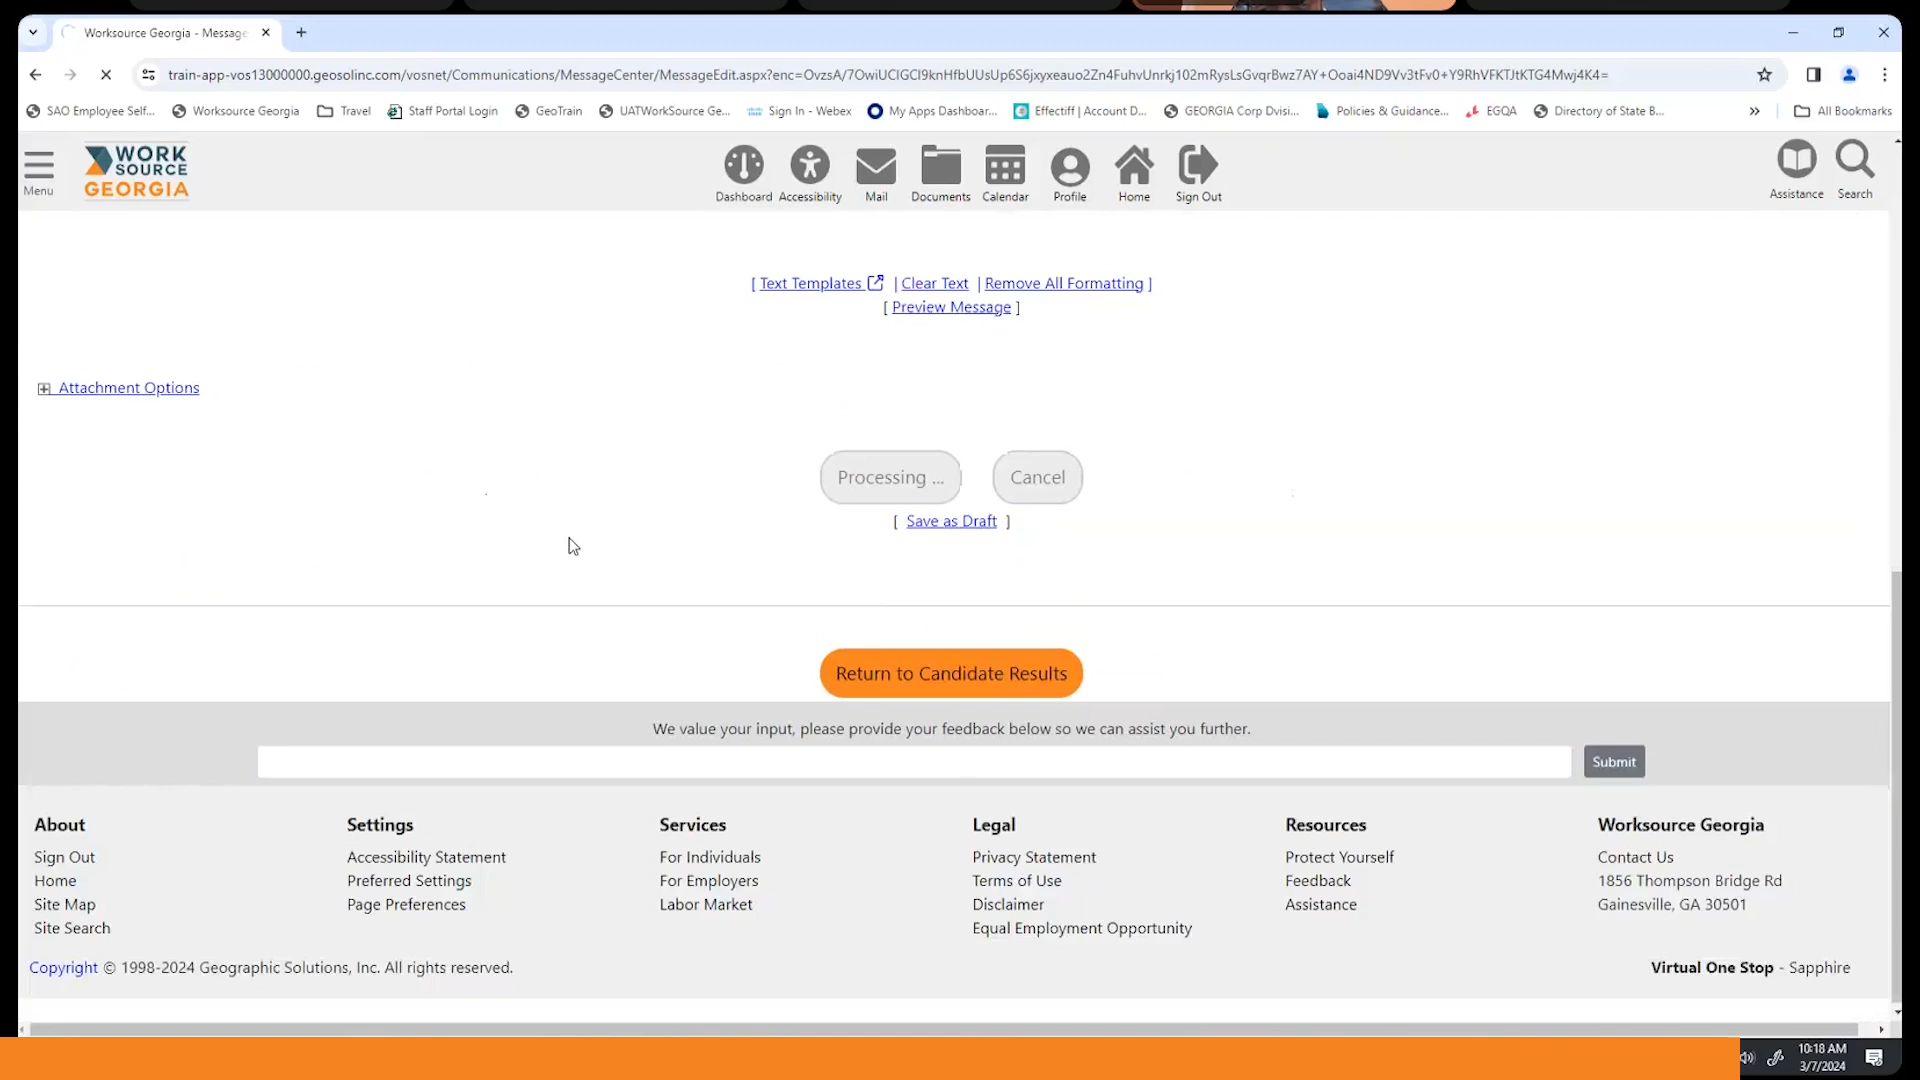 Worksource Georgia - Message
train-app-vos13000000.geosolinc.com/vosnet/Communications/MessageCenter/MessageEdit.aspx?enc=OvzsA/7OwiUCIGCI9knHfbUUsUp6S6jxyxeauo2Zn4FuhvUnrkj102mRysLsGvqrBwz7AY+Ooai4ND9Vv3tFv0+Y9RhVFKTJtKTG4Mwj4K4=
SAO Employee Self... Worksource Georgia Travel Staff Portal Login GeoTrain UATWorkSource Ge... Sign In - Webex My Apps Dashboar... Effectiff | Account D... GEORGIA Corp Dvisi... Policies & Guidance... EGQA Directory of State B... » All Bookmarks
Menu WORK SOURCE GEORGIA Dashboard Accessibility Mail Documents Calendar Profile Home Sign Out Assistance Search
[ Text Templates | Clear Text | Remove All Formatting ]
[ Preview Message ]
Attachment Options
Processing ... Cancel
[ Save as Draft ]
Return to Candidate Results
We value your input, please provide your feedback below so we can assist you further.
Submit
About Settings Services Legal Resources Worksource Georgia
Sign Out Accessibility Statement For Individuals Privacy Statement Protect Yourself Contact Us
Home Preferred Settings For Employers Terms of Use Feedback 1856 Thompson Bridge Rd
Site Map Page Preferences Labor Market Disclaimer Assistance Gainesville, GA 30501
Site Search Equal Employment Opportunity
Copyright © 1998-2024 Geographic Solutions, Inc. All rights reserved. Virtual One Stop - Sapphire
10:18 AM
3/7/2024